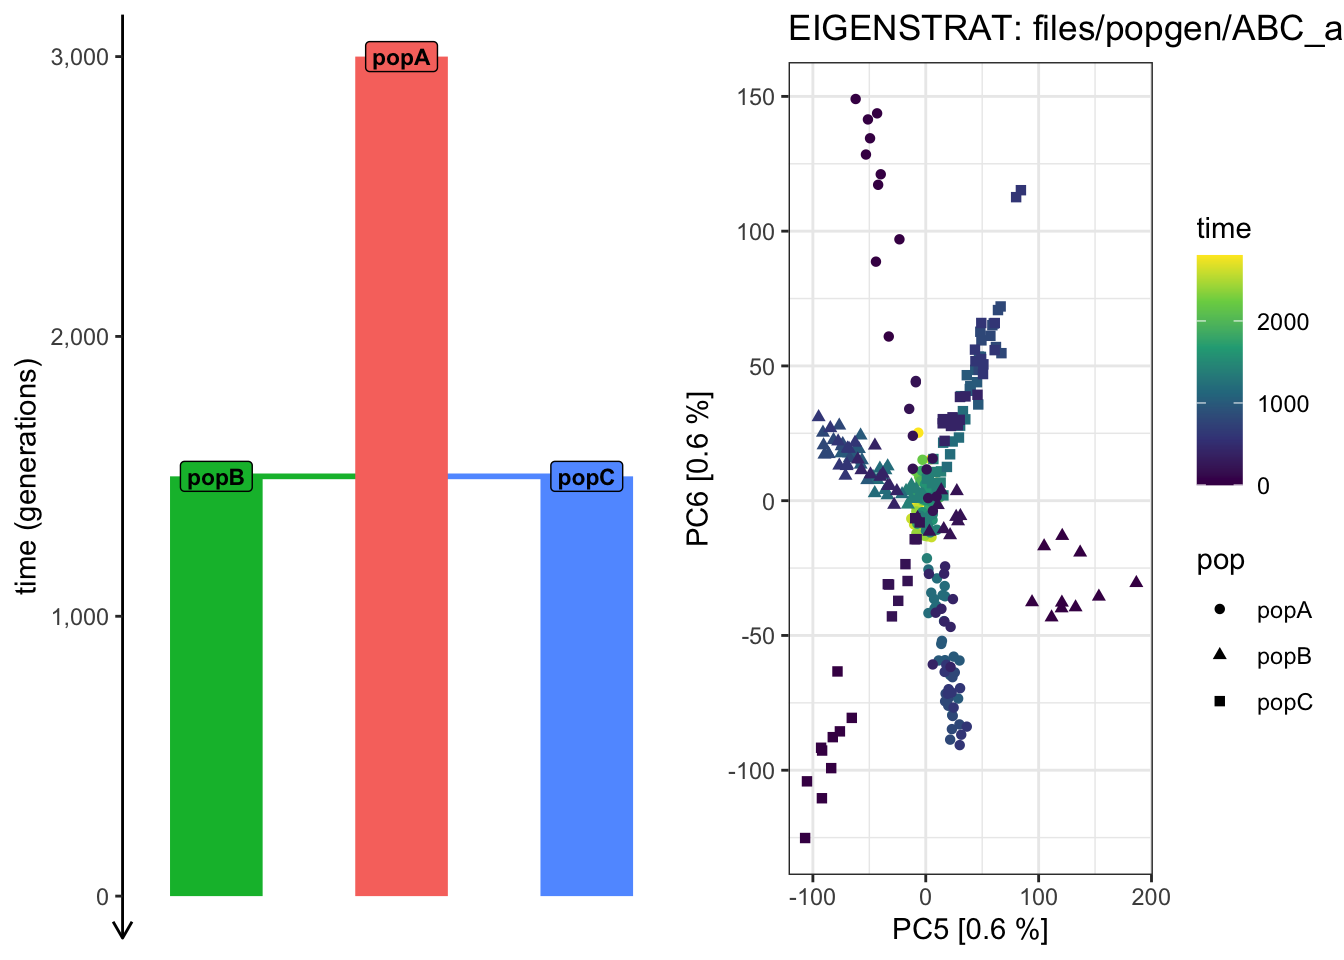 time (generations)
3,000
2,000
1,000
0
popA
popB
popC
EIGENSTRAT: files/popgen/ABC_a
PC6 [0.6 %]
150
100
50
0
-50
-100
-100
0
100
200
PC5 [0.6 %]
time
2000
1000
0
pop
popA
popB
popC